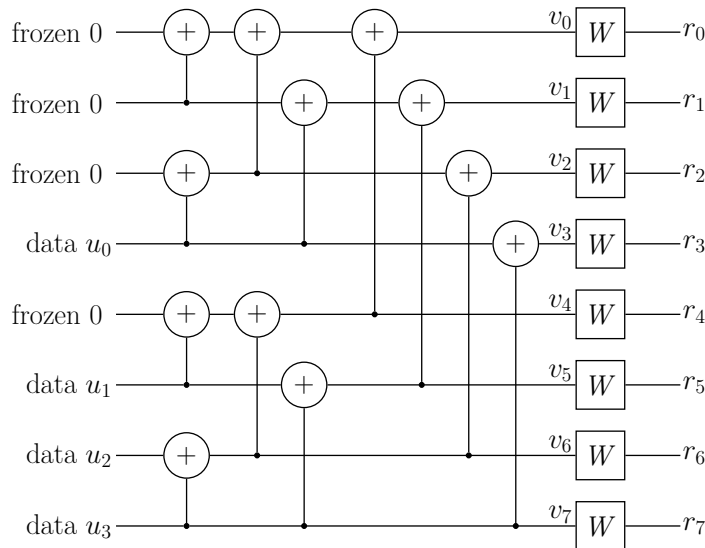 frozen 0 + + + v₀ W r₀
frozen 0 + + v₁ W r₁
frozen 0 + + v₂ W r₂
data u₀ + v₃ W r₃
frozen 0 + + v₄ W r₄
data u₁ + v₅ W r₅
data u₂ + v₆ W r₆
data u₃ v₇ W r₇